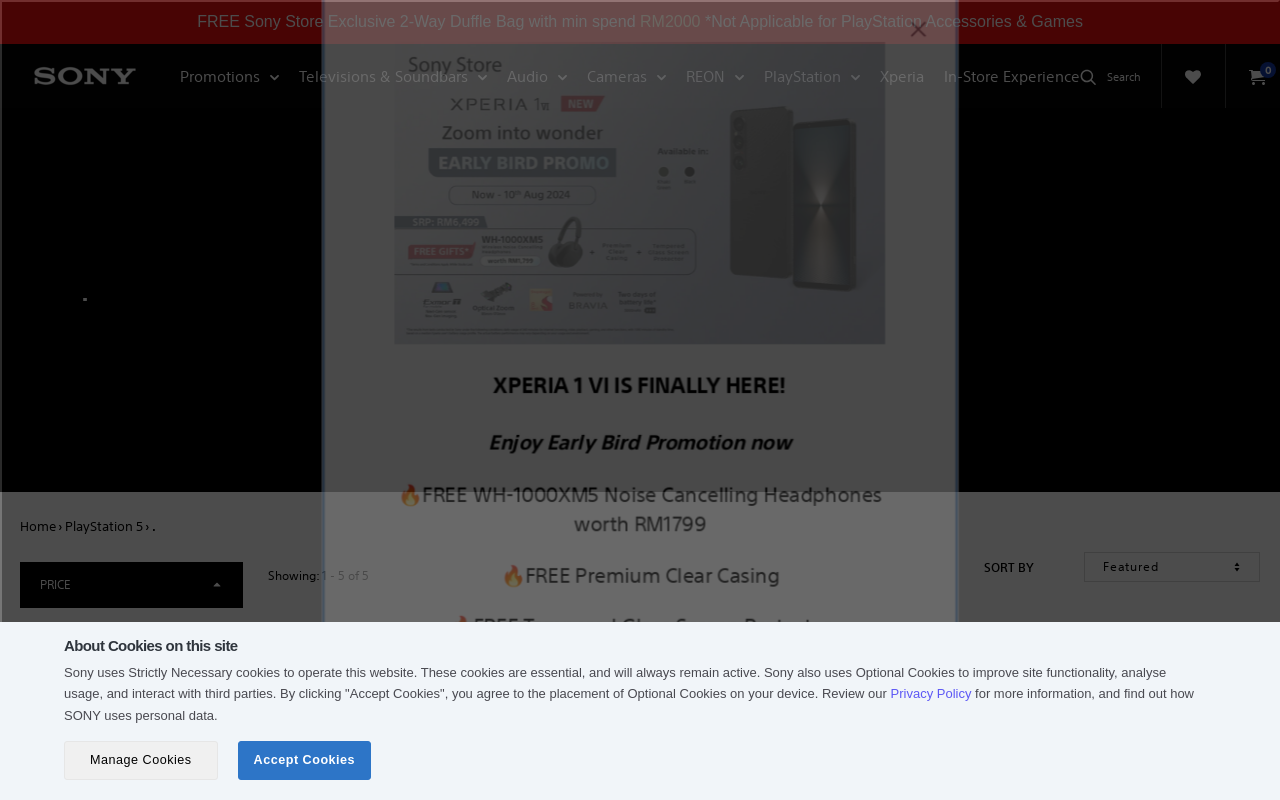 FREE Sony Store Exclusive 2-Way Duffle Bag with min spend RM2000 *Not Applicable for PlayStation Accessories & Games
SONY
Promotions
Televisions & Soundbars
Audio
Cameras
REON
PlayStation
Xperia
In-Store Experience
Search
0
Sony Store
XPERIA 1 VI NEW
Zoom into wonder
EARLY BIRD PROMO
Now - 10th Aug 2024
Available in:
SRP: RM6,499
FREE GIFTS*
WH-1000XM5
worth RM1,799
BRAVIA
XPERIA 1 VI IS FINALLY HERE!
Enjoy Early Bird Promotion now
🔥FREE WH-1000XM5 Noise Cancelling Headphones
worth RM1799
🔥FREE Premium Clear Casing
Home › PlayStation 5 › .
PRICE
Showing: 1 - 5 of 5
SORT BY
Featured
About Cookies on this site
Sony uses Strictly Necessary cookies to operate this website. These cookies are essential, and will always remain active. Sony also uses Optional Cookies to improve site functionality, analyse
usage, and interact with third parties. By clicking "Accept Cookies", you agree to the placement of Optional Cookies on your device. Review our Privacy Policy for more information, and find out how
SONY uses personal data.
Manage Cookies
Accept Cookies